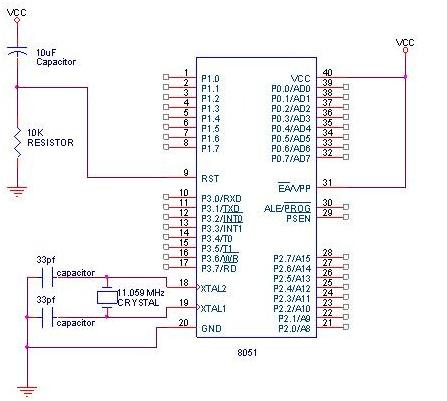 VCC
10uF
Capacitor
10K
RESISTOR
VCC
1 P1.0
2 P1.1
3 P1.2
4 P1.3
5 P1.4
6 P1.5
7 P1.6
8 P1.7
9 RST
10 P3.0/RXD
11 P3.1/TXD
12 P3.2/INT0
13 P3.3/INT1
14 P3.4/T0
15 P3.5/T1
16 P3.6/WR
17 P3.7/RD
18 XTAL2
19 XTAL1
20 GND
VCC 40
P0.0/AD0 39
P0.1/AD1 38
P0.2/AD2 37
P0.3/AD3 36
P0.4/AD4 35
P0.5/AD5 34
P0.6/AD6 33
P0.7/AD7 32
EA/VPP 31
ALE/PROG 30
PSEN 29
P2.7/A15 28
P2.6/A14 27
P2.5/A13 26
P2.4/A12 25
P2.3/A11 24
P2.2/A10 23
P2.1/A9 22
P2.0/A8 21
33pf
capacitor
11.059 MHz
CRYSTAL
33pf
capacitor
8051